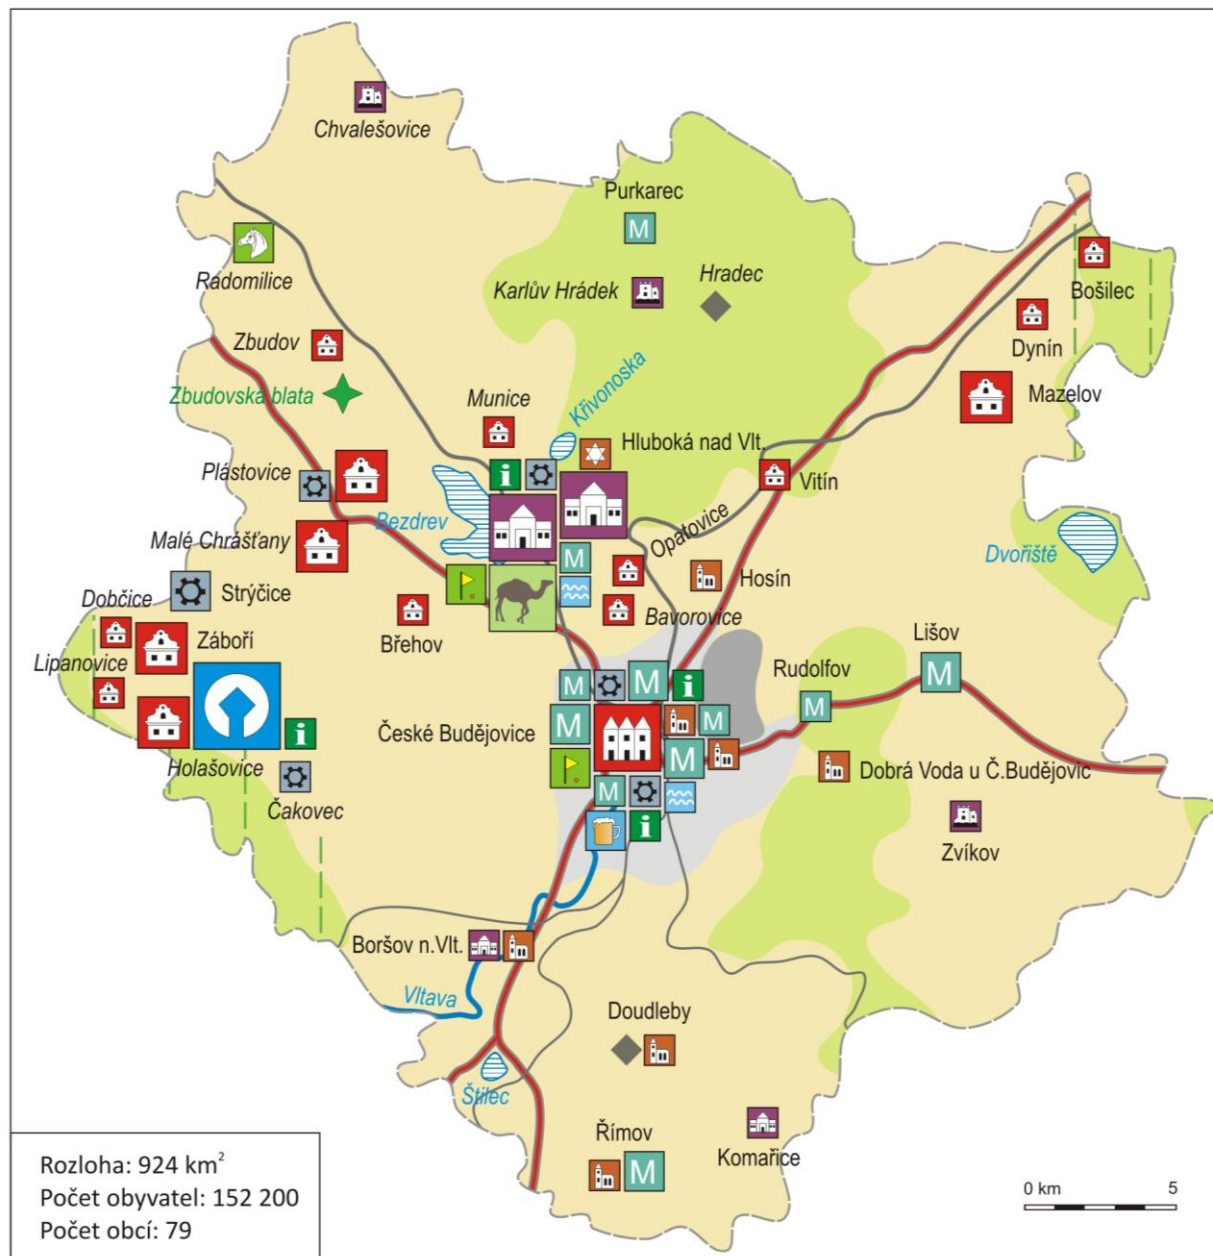 Chvalešovice
Purkarec
M
Radomilice
Karlův Hrádek
Hradec
Bošilec
Zbudov
Dynín
Zbudovská blata
Mazelov
Munice
Křivonoska
Hluboká nad Vlt.
i
Plástovice
Vitín
Bezdrev
Malé Chrášťany
Opatovice
Dvořiště
M
Hosín
Strýčice
Dobčice
Břehov
Bavorovice
Záboří
Lišov
Lipanovice
Rudolfov
M
M
M
i
M
České Budějovice
M
M
M
i
Holašovice
Dobrá Voda u Č.Budějovic
Čakovec
M
i
Zvíkov
Boršov n.Vlt.
Vltava
Doudleby
Štilec
Římov
M
Komařice
Rozloha: 924 km²
Počet obyvatel: 152 200
Počet obcí: 79
0 km 5